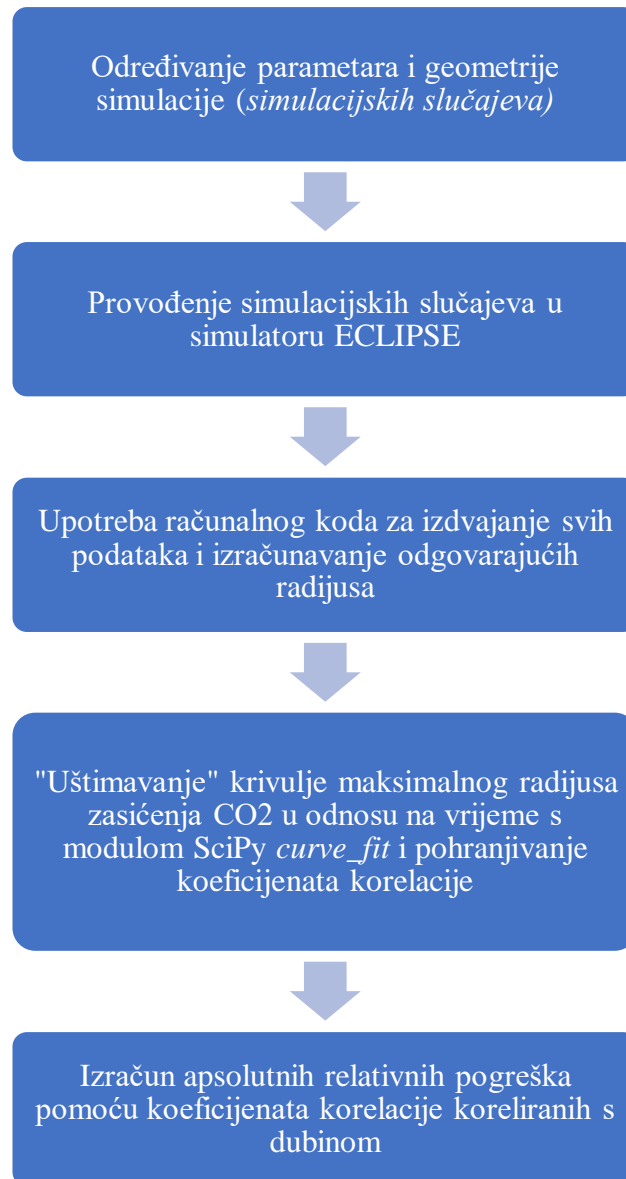 Određivanje parametara i geometrije
simulacije (simulacijskih slučajeva)
Provođenje simulacijskih slučajeva u
simulatoru ECLIPSE
Upotreba računalnog koda za izdvajanje svih
podataka i izračunavanje odgovarajućih
radijusa
"Uštimavanje" krivulje maksimalnog radijusa
zasićenja CO2 u odnosu na vrijeme s
modulom SciPy curve_fit i pohranjivanje
koeficijenata korelacije
Izračun apsolutnih relativnih pogreška
pomoću koeficijenata korelacije koreliranih s
dubinom